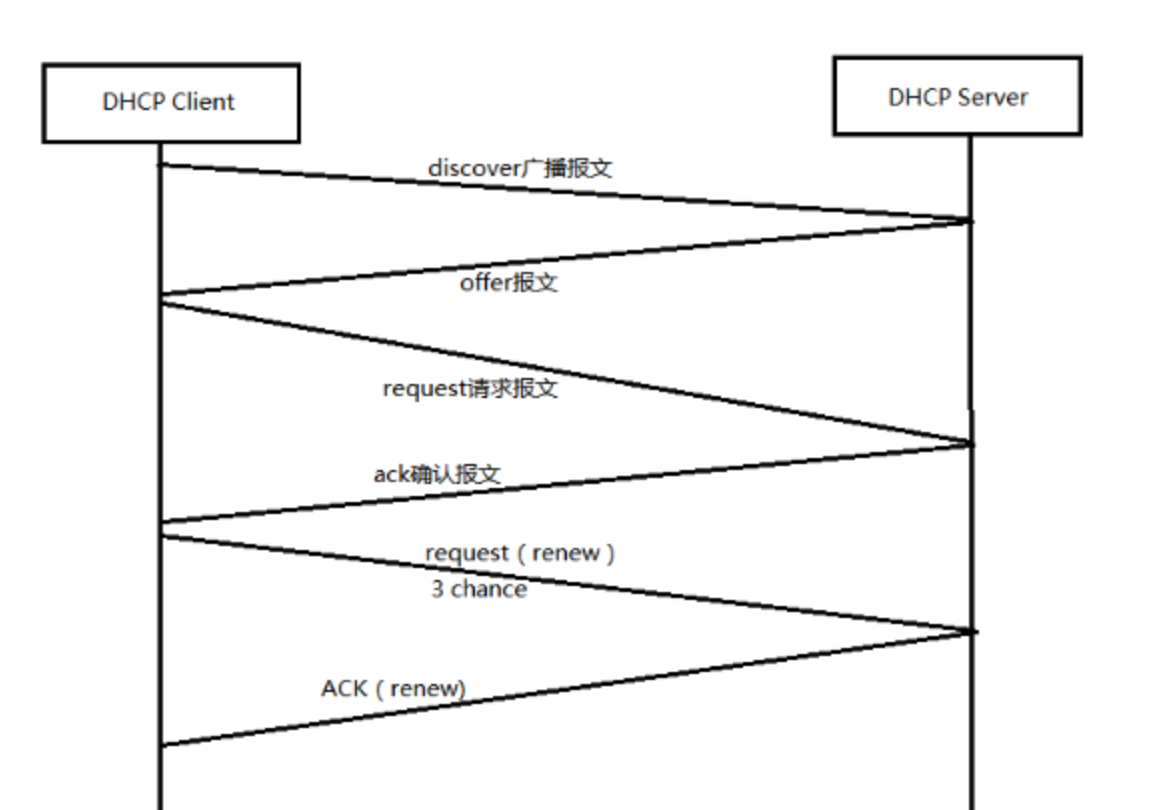 DHCP Client
DHCP Server
discover广播报文
offer报文
request请求报文
ack确认报文
request（renew）
3 chance
ACK（renew)